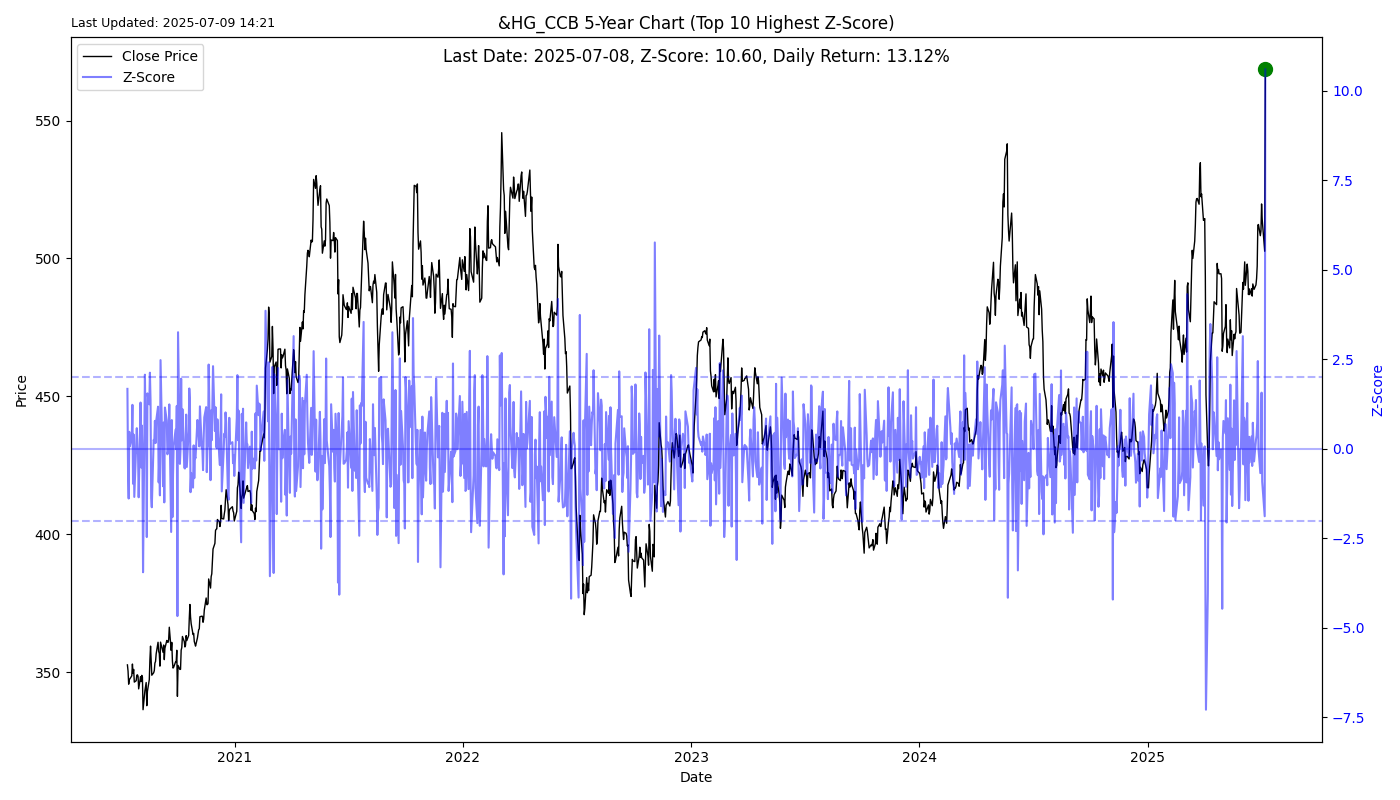 Last Updated: 2025-07-09 14:21
&HG_CCB 5-Year Chart (Top 10 Highest Z-Score)
Last Date: 2025-07-08, Z-Score: 10.60, Daily Return: 13.12%
Close Price
Z-Score
550
500
450
400
350
Price
10.0
7.5
5.0
2.5
0.0
−2.5
−5.0
−7.5
Z-Score
2021 2022 2023 2024 2025
Date